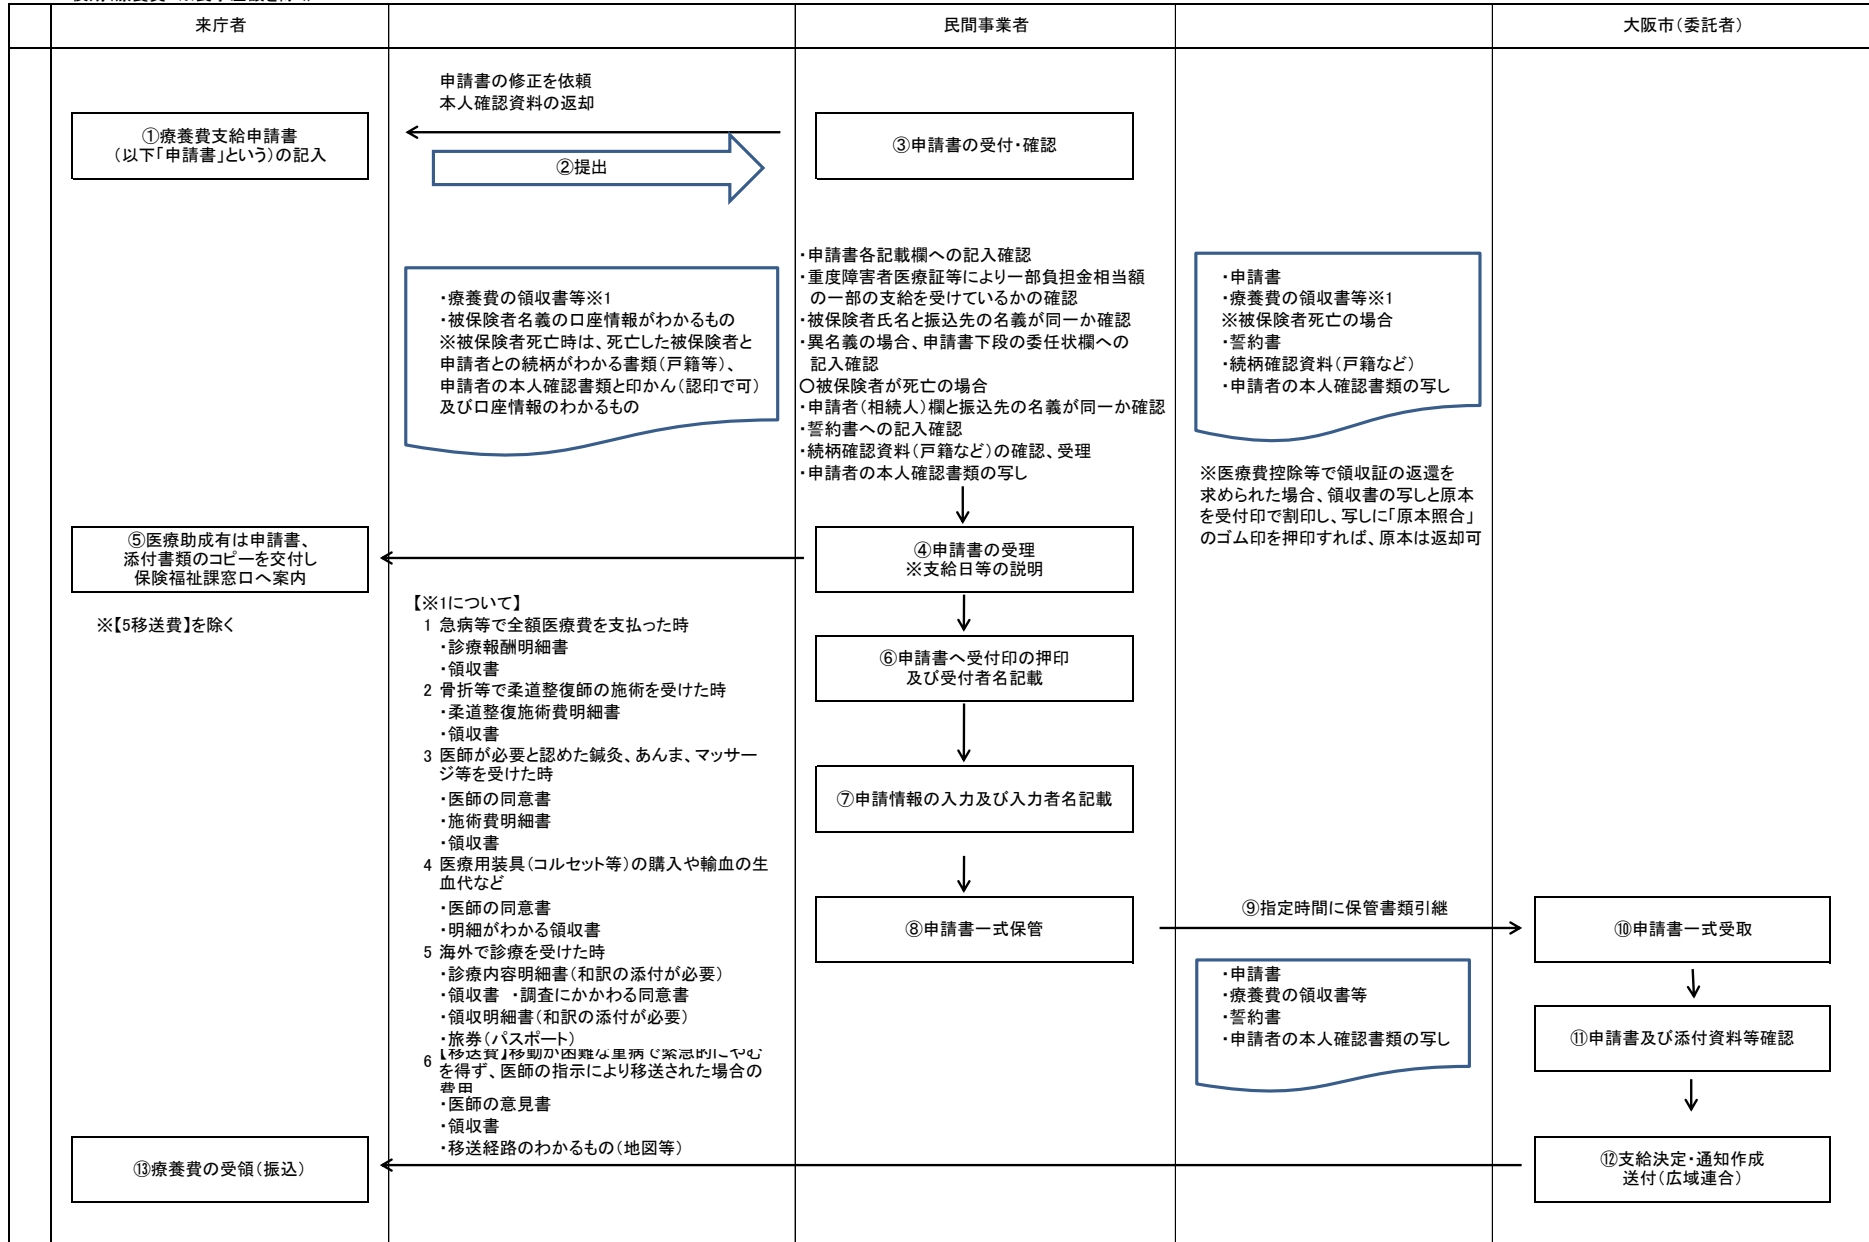 来庁者
民間事業者
大阪市(委託者)
申請書の修正を依頼
本人確認資料の返却
①療養費支給申請書
(以下「申請書」という)の記入
②提出
③申請書の受付・確認
・療養費の領収書等※1
・被保険者名義の口座情報がわかるもの
※被保険者死亡時は、死亡した被保険者と
申請者との続柄がわかる書類(戸籍等)、
申請者の本人確認書類と印かん(認印で可)
及び口座情報のわかるもの
・申請書各記載欄への記入確認
・重度障害者医療証等により一部負担金相当額
の一部の支給を受けているかの確認
・被保険者氏名と振込先の名義が同一か確認
・異名義の場合、申請書下段の委任状欄への
記入確認
〇被保険者が死亡の場合
・申請者(相続人)欄と振込先の名義が同一か確認
・誓約書への記入確認
・続柄確認資料(戸籍など)の確認、受理
・申請者の本人確認書類の写し
・申請書
・療養費の領収書等※1
※被保険者死亡の場合
・誓約書
・続柄確認資料(戸籍など)
・申請者の本人確認書類の写し
※医療費控除等で領収証の返還を
求められた場合、領収書の写しと原本
を受付印で割印し、写しに「原本照合」
のゴム印を押印すれば、原本は返却可
⑤医療助成有は申請書、
添付書類のコピーを交付し
保険福祉課窓口へ案内
④申請書の受理
※支給日等の説明
※【5移送費】を除く
【※1について】
1 急病等で全額医療費を支払った時
・診療報酬明細書
・領収書
2 骨折等で柔道整復師の施術を受けた時
・柔道整復施術費明細書
・領収書
3 医師が必要と認めた鍼灸、あんま、マッサー
ジ等を受けた時
・医師の同意書
・施術費明細書
・領収書
4 医療用装具(コルセット等)の購入や輸血の生
血代など
・医師の同意書
・明細がわかる領収書
5 海外で診療を受けた時
・診療内容明細書(和訳の添付が必要)
・領収書 ・調査にかかわる同意書
・領収明細書(和訳の添付が必要)
・旅券(パスポート)
6 【移送費】移動が困難な重病で緊急的にやむ
を得ず、医師の指示により移送された場合の
費用
・医師の意見書
・領収書
・移送経路のわかるもの(地図等)
⑥申請書へ受付印の押印
及び受付者名記載
⑦申請情報の入力及び入力者名記載
⑧申請書一式保管
⑨指定時間に保管書類引継
・申請書
・療養費の領収書等
・誓約書
・申請者の本人確認書類の写し
⑩申請書一式受取
⑪申請書及び添付資料等確認
⑫支給決定・通知作成
送付(広域連合)
⑬療養費の受領(振込)